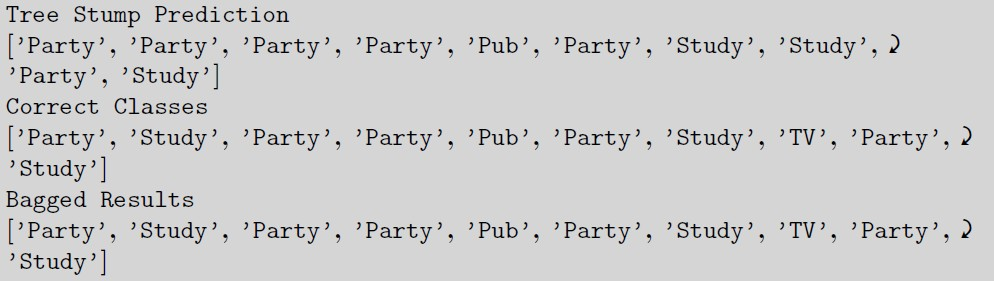 Tree Stump Prediction
[’Party’, ’Party’, ’Party’, ’Party’, ’Pub’, ’Party’, ’Study’, ’Study’, ⤸
’Party’, ’Study’]
Correct Classes
[’Party’, ’Study’, ’Party’, ’Party’, ’Pub’, ’Party’, ’Study’, ’TV’, ’Party’, ⤸
’Study’]
Bagged Results
[’Party’, ’Study’, ’Party’, ’Party’, ’Pub’, ’Party’, ’Study’, ’TV’, ’Party’, ⤸
’Study’]